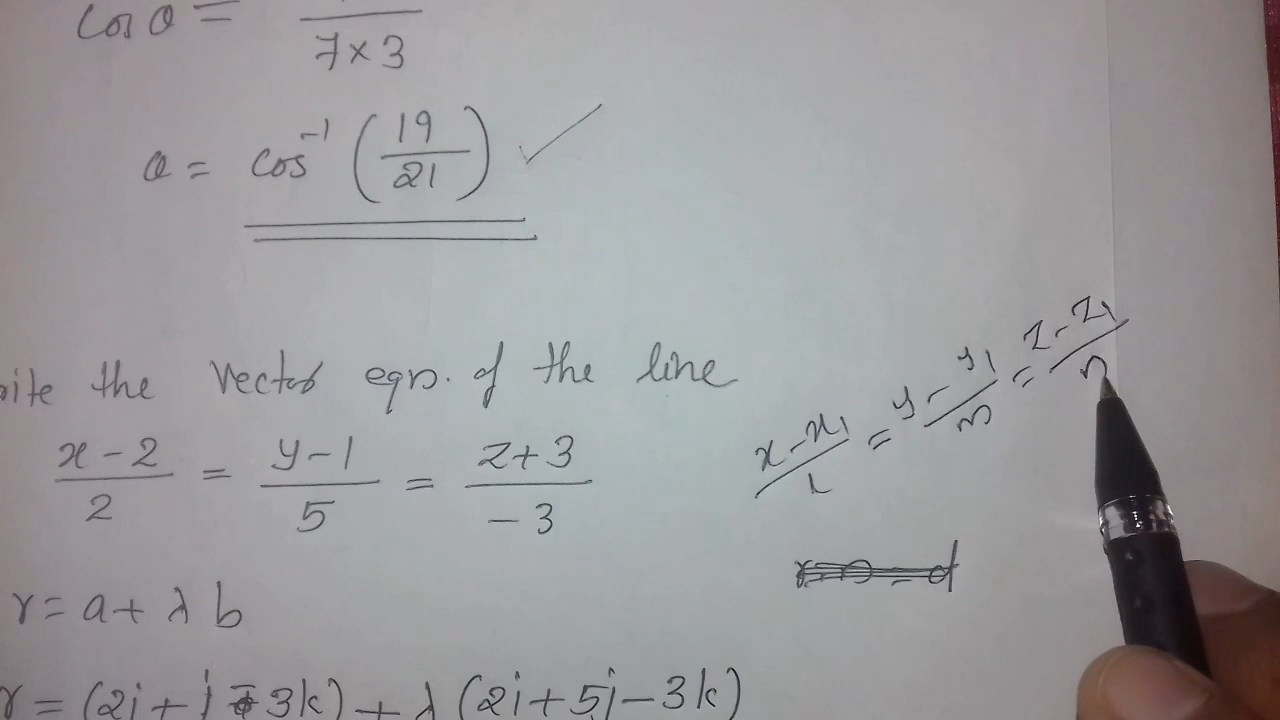 cos θ =
7 × 3
θ = cos⁻¹ (19/21) ✓
the vector eqn. of the line
(x - 2)/2 = (y - 1)/5 = (z + 3)/-3
(x - x₁)/l = (y - y₁)/m = (z - z₁)/n
r = a + λ b
r = (2i + j - 3k) + λ (2i + 5j - 3k)